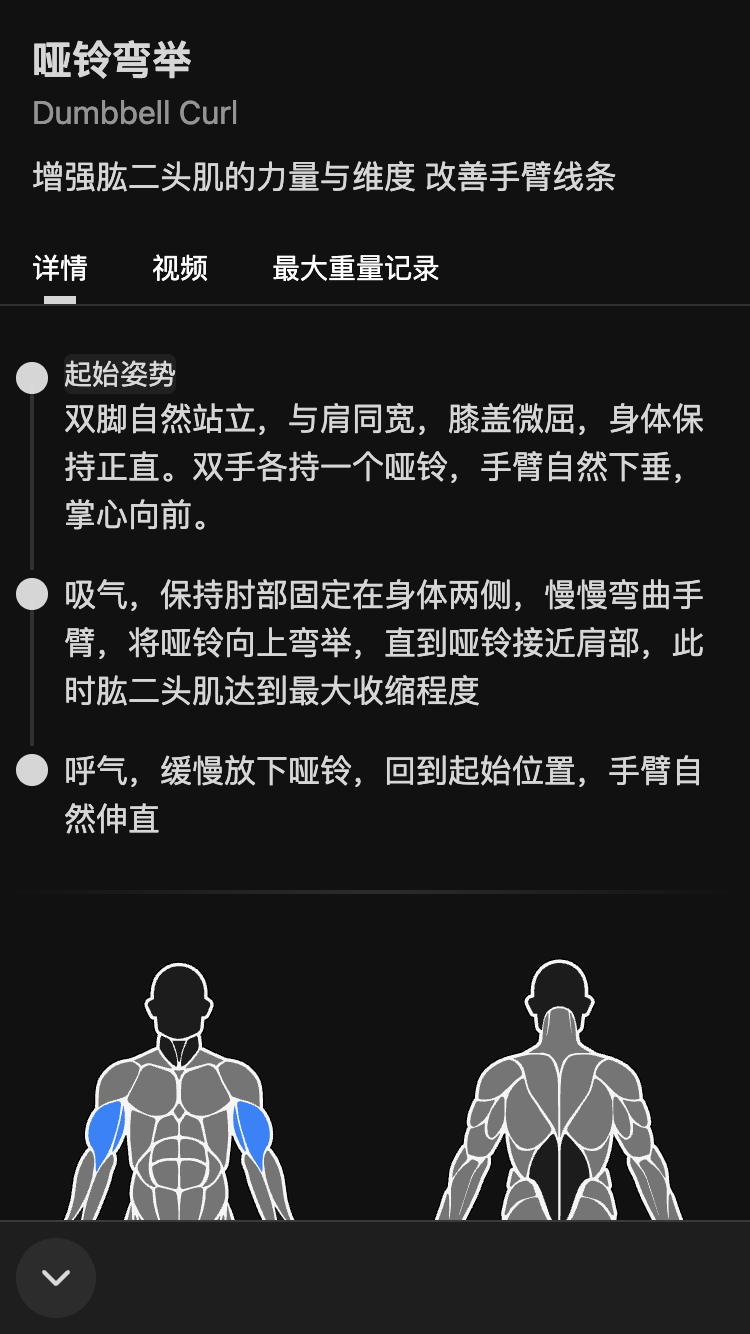 哑铃弯举
Dumbbell Curl
增强肱二头肌的力量与维度 改善手臂线条
详情 视频 最大重量记录
起始姿势
双脚自然站立，与肩同宽，膝盖微屈，身体保
持正直。双手各持一个哑铃，手臂自然下垂，
掌心向前。
吸气，保持肘部固定在身体两侧，慢慢弯曲手
臂，将哑铃向上弯举，直到哑铃接近肩部，此
时肱二头肌达到最大收缩程度
呼气，缓慢放下哑铃，回到起始位置，手臂自
然伸直